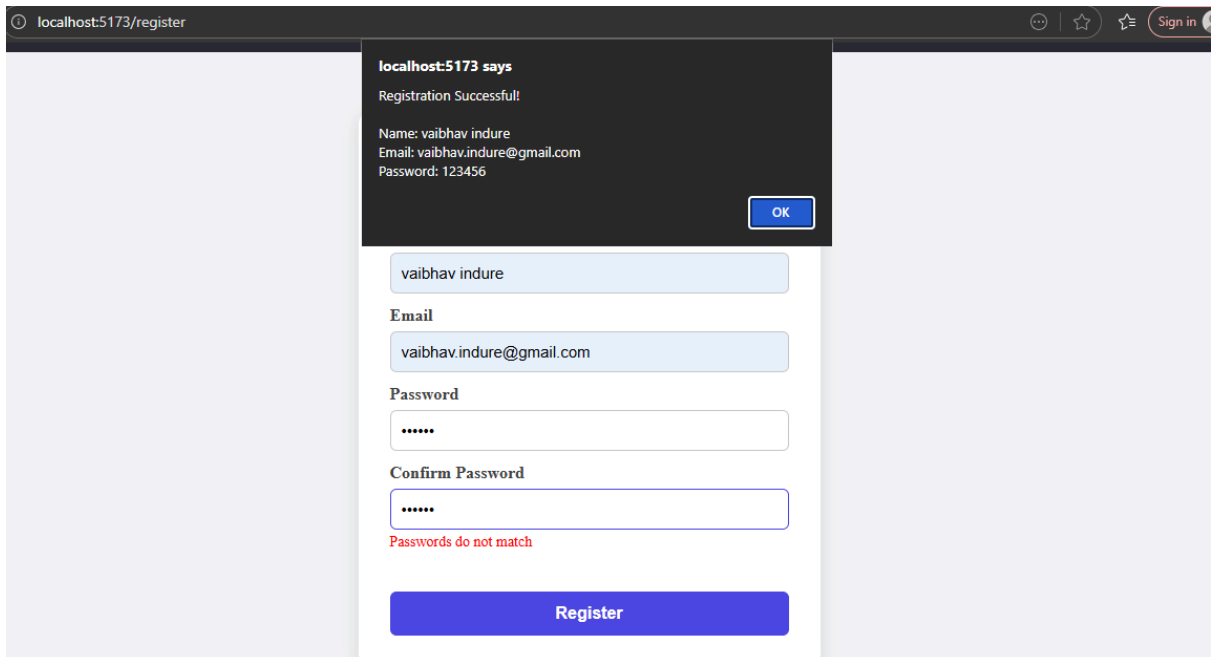 localhost:5173/register
Sign in
localhost:5173 says
Registration Successful!
Name: vaibhav indure
Email: vaibhav.indure@gmail.com
Password: 123456
OK
vaibhav indure
Email
vaibhav.indure@gmail.com
Password
••••••
Confirm Password
••••••
Passwords do not match
Register